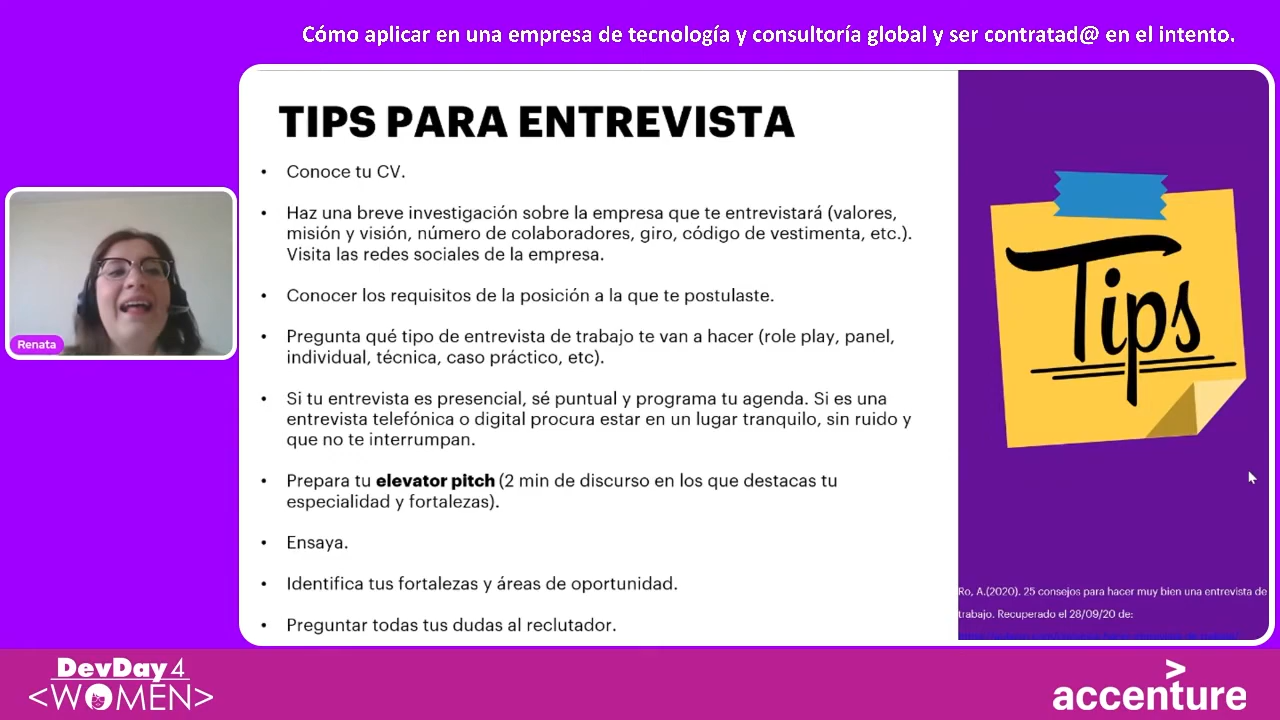 Cómo aplicar en una empresa de tecnología y consultoría global y ser contratad@ en el intento.
TIPS PARA ENTREVISTA
• Conoce tu CV.
• Haz una breve investigación sobre la empresa que te entrevistará (valores,
misión y visión, número de colaboradores, giro, código de vestimenta, etc.).
Visita las redes sociales de la empresa.
• Conocer los requisitos de la posición a la que te postulaste.
• Pregunta qué tipo de entrevista de trabajo te van a hacer (role play, panel,
individual, técnica, caso práctico, etc).
• Si tu entrevista es presencial, sé puntual y programa tu agenda. Si es una
entrevista telefónica o digital procura estar en un lugar tranquilo, sin ruido y
que no te interrumpan.
• Prepara tu elevator pitch (2 min de discurso en los que destacas tu
especialidad y fortalezas).
• Ensaya.
• Identifica tus fortalezas y áreas de oportunidad.
• Preguntar todas tus dudas al reclutador.
Tips
Ro, A.(2020). 25 consejos para hacer muy bien una entrevista de
trabajo. Recuperado el 28/09/20 de:
Renata
DevDay4
<WOMEN>
accenture